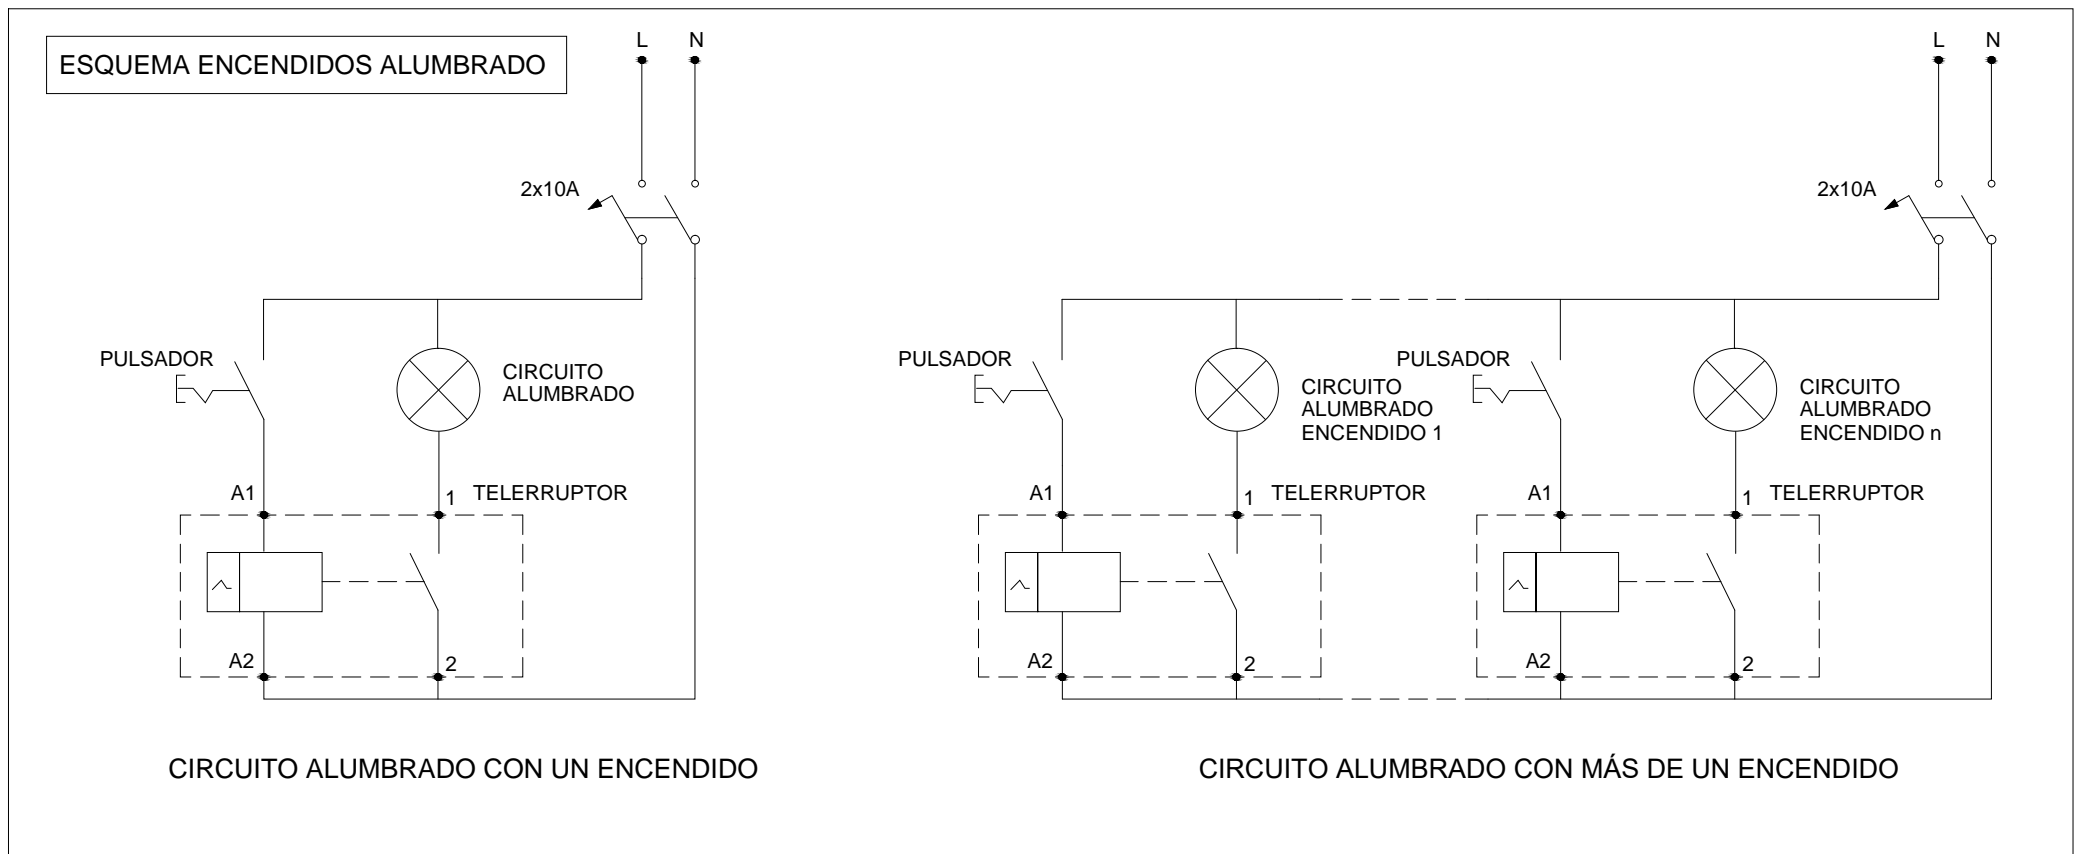 ESQUEMA ENCENDIDOS ALUMBRADO
L N
2x10A
PULSADOR
CIRCUITO
ALUMBRADO
A1
1 TELERRUPTOR
A2
2
CIRCUITO ALUMBRADO CON UN ENCENDIDO
L N
2x10A
PULSADOR
CIRCUITO
ALUMBRADO
ENCENDIDO 1
A1
1 TELERRUPTOR
A2
2
PULSADOR
CIRCUITO
ALUMBRADO
ENCENDIDO n
A1
1 TELERRUPTOR
A2
2
CIRCUITO ALUMBRADO CON MÁS DE UN ENCENDIDO